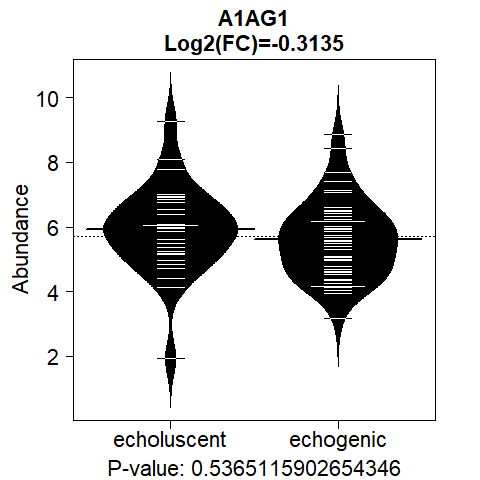 A1AG1
Log2(FC)=-0.3135
Abundance
10
8
6
4
2
echoluscent echogenic
P-value: 0.5365115902654346